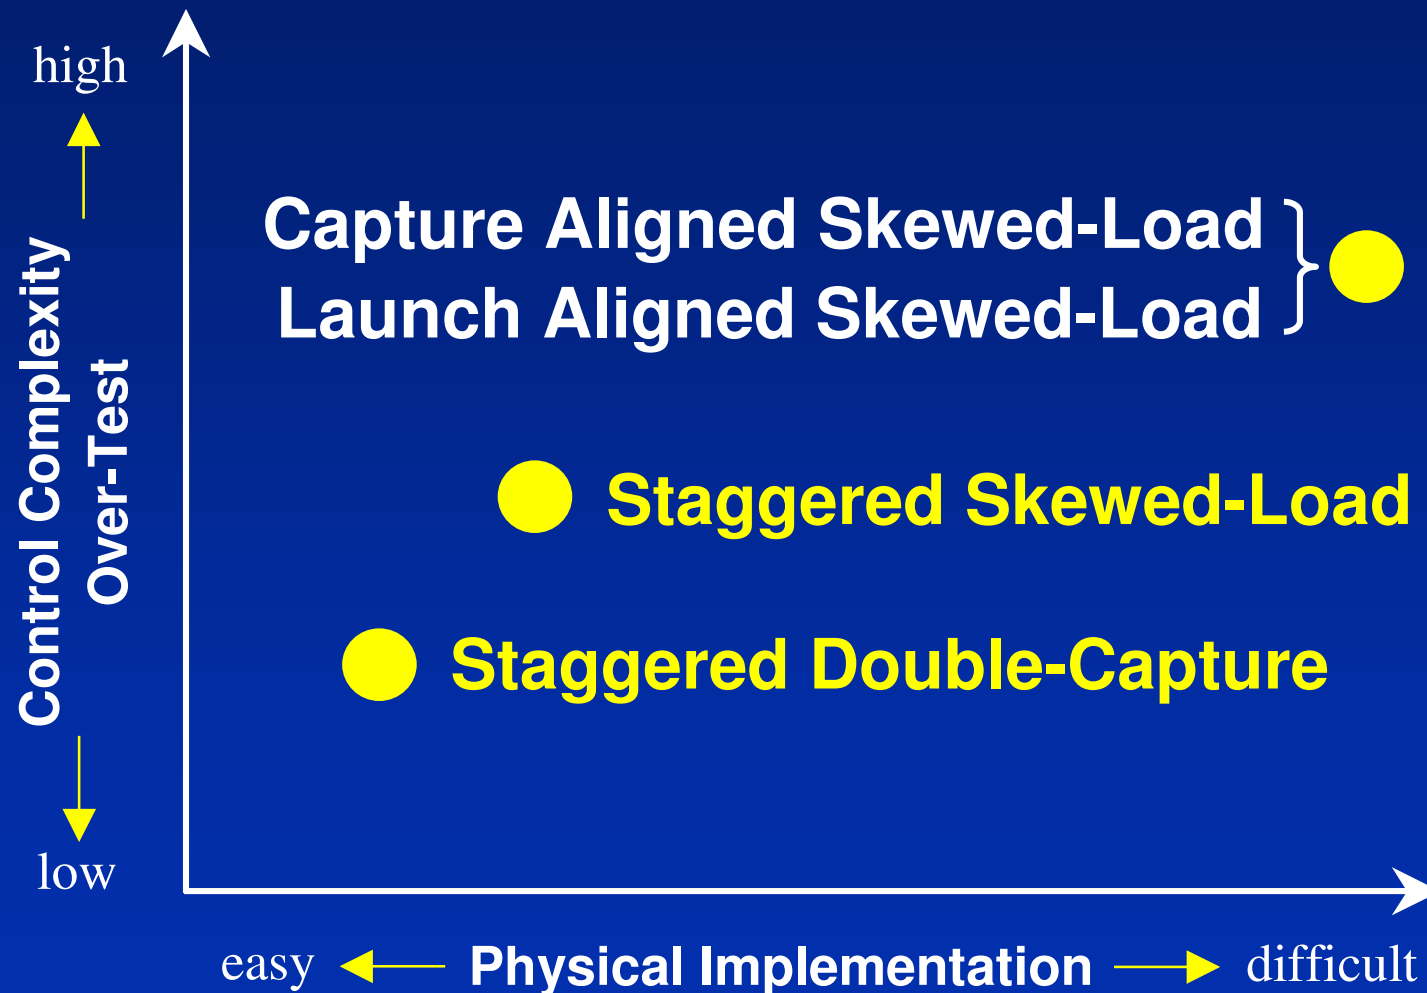 high
Capture Aligned Skewed-Load
Launch Aligned Skewed-Load
Control Complexity
Over-Test
Staggered Skewed-Load
Staggered Double-Capture
low
easy Physical Implementation difficult